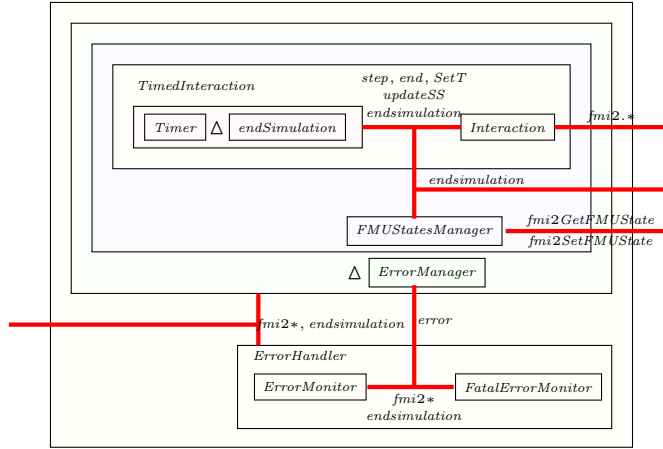 step, end, SetT
TimedInteraction
updateSS
endsimulation
Timer △ endSimulation
Interaction
fmi2.*
endsimulation
FMUStatesManager
fmi2GetFMUState
fmi2SetFMUState
△ ErrorManager
fmi2*, endsimulation
error
ErrorHandler
ErrorMonitor
FatalErrorMonitor
fmi2*
endsimulation